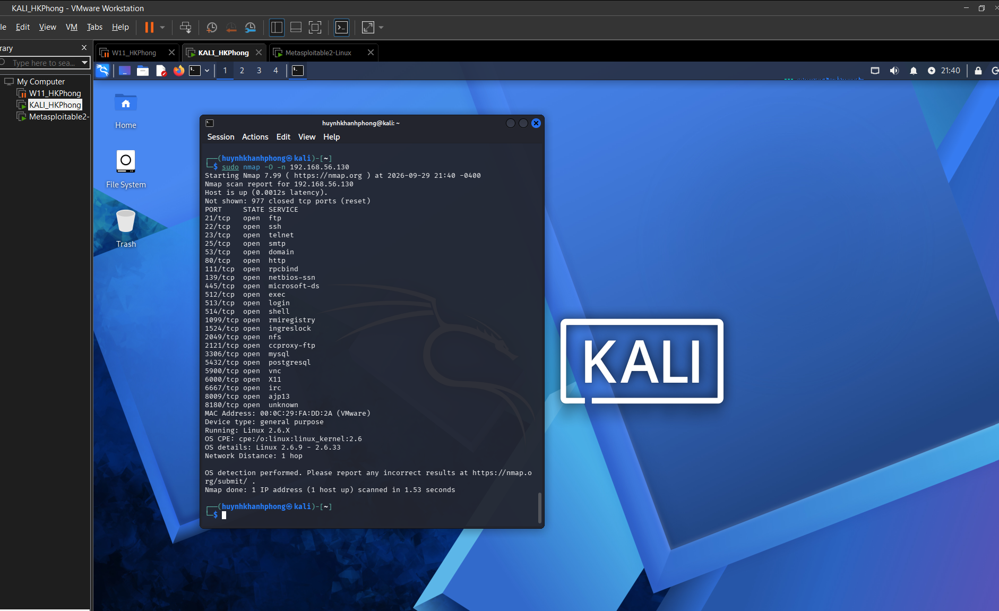 KALI_HKPhong - VMware Workstation
le Edit View VM Tabs Help
rary
Type here to sea...
My Computer
W11_HKPhong
KALI_HKPhong
Metasploitable2-
W11_HKPhong
KALI_HKPhong
Metasploitable2-Linux
1 2 3 4
21:40
Home
File System
Trash
huynhkhanhphong@kali: ~
Session Actions Edit View Help
┌──(huynhkhanhphong㉿kali)-[~]
└─$ sudo nmap -O -n 192.168.56.130
Starting Nmap 7.99 ( https://nmap.org ) at 2026-09-29 21:40 -0400
Nmap scan report for 192.168.56.130
Host is up (0.0012s latency).
Not shown: 977 closed tcp ports (reset)
PORT     STATE SERVICE
21/tcp   open  ftp
22/tcp   open  ssh
23/tcp   open  telnet
25/tcp   open  smtp
53/tcp   open  domain
80/tcp   open  http
111/tcp  open  rpcbind
139/tcp  open  netbios-ssn
445/tcp  open  microsoft-ds
512/tcp  open  exec
513/tcp  open  login
514/tcp  open  shell
1099/tcp open  rmiregistry
1524/tcp open  ingreslock
2049/tcp open  nfs
2121/tcp open  ccproxy-ftp
3306/tcp open  mysql
5432/tcp open  postgresql
5900/tcp open  vnc
6000/tcp open  X11
6667/tcp open  irc
8009/tcp open  ajp13
8180/tcp open  unknown
MAC Address: 00:0C:29:FA:DD:2A (VMware)
Device type: general purpose
Running: Linux 2.6.X
OS CPE: cpe:/o:linux:linux_kernel:2.6
OS details: Linux 2.6.9 - 2.6.33
Network Distance: 1 hop
OS detection performed. Please report any incorrect results at https://nmap.o
rg/submit/ .
Nmap done: 1 IP address (1 host up) scanned in 1.53 seconds
┌──(huynhkhanhphong㉿kali)-[~]
└─$
KALI